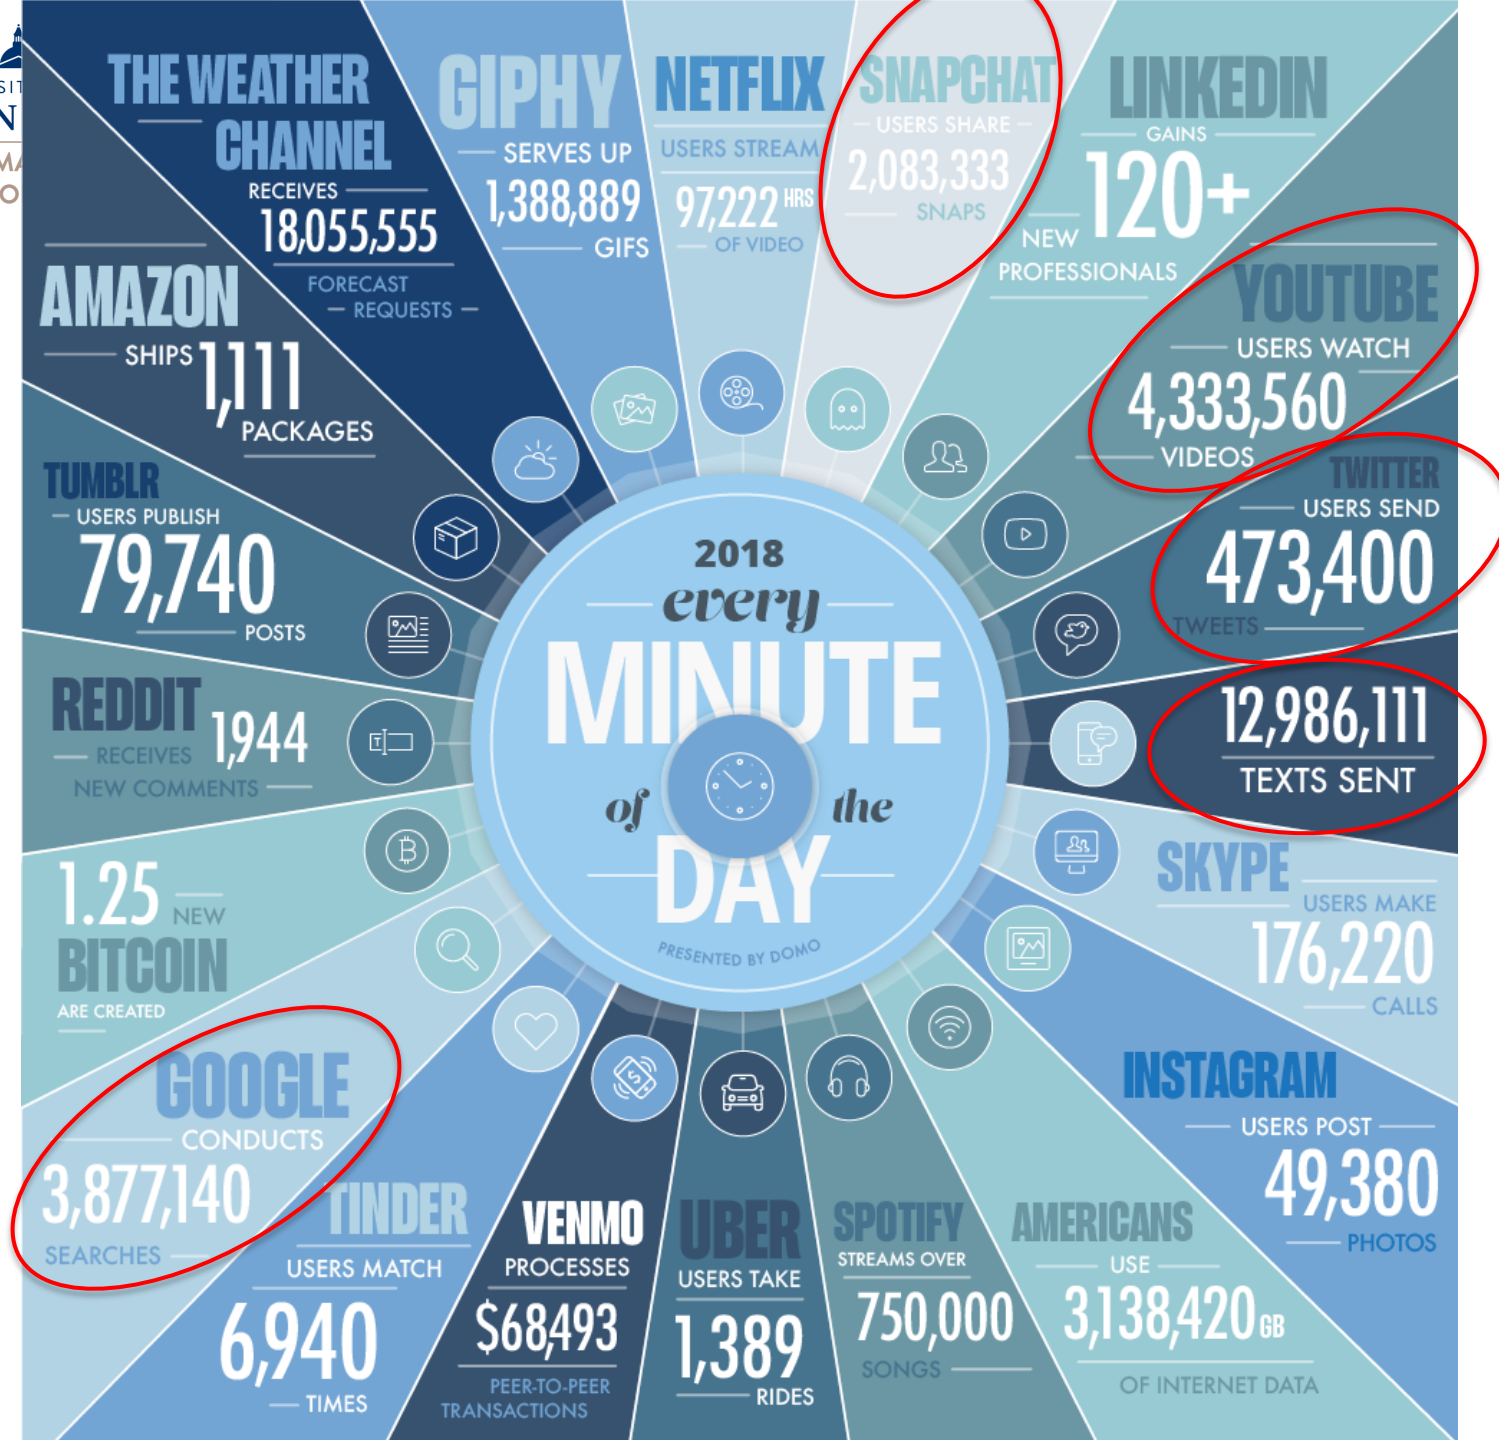 THE WEATHER
CHANNEL
RECEIVES
18,055,555
FORECAST
REQUESTS
GIPHY
SERVES UP
1,388,889
GIFS
NETFLIX
USERS STREAM
97,222 HRS
OF VIDEO
SNAPCHAT
USERS SHARE
2,083,333
SNAPS
LINKEDIN
GAINS
120+
NEW
PROFESSIONALS
YOUTUBE
USERS WATCH
4,333,560
VIDEOS
TWITTER
USERS SEND
473,400
TWEETS
12,986,111
TEXTS SENT
SKYPE
USERS MAKE
176,220
CALLS
INSTAGRAM
USERS POST
49,380
PHOTOS
AMERICANS
USE
3,138,420 GB
OF INTERNET DATA
SPOTIFY
STREAMS OVER
750,000
SONGS
UBER
USERS TAKE
1,389
RIDES
VENMO
PROCESSES
$68,493
PEER-TO-PEER
TRANSACTIONS
TINDER
USERS MATCH
6,940
TIMES
GOOGLE
CONDUCTS
3,877,140
SEARCHES
1.25 NEW
BITCOIN
ARE CREATED
REDDIT
RECEIVES 1,944
NEW COMMENTS
TUMBLR
USERS PUBLISH
79,740
POSTS
AMAZON
SHIPS 1,111
PACKAGES
2018
every
MINUTE
of the
DAY
PRESENTED BY DOMO